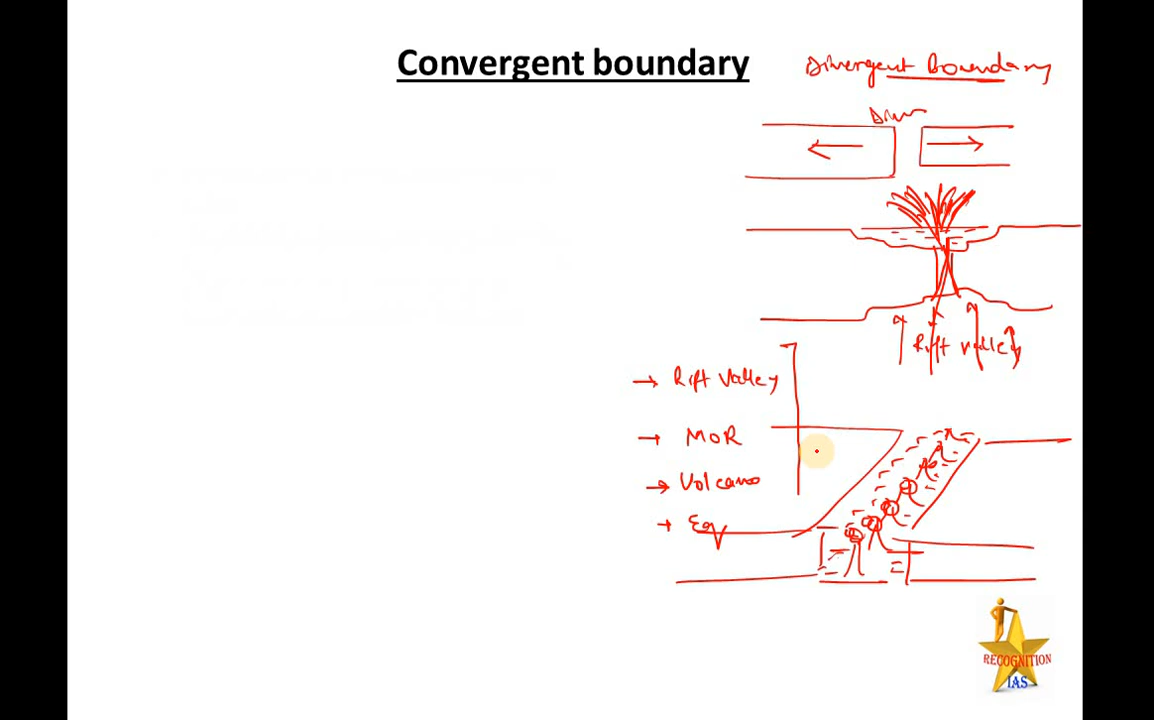 Convergent boundary
Divergent Boundary
Rift valley
→ Rift Valley
→ MOR
→ Volcano
→ Eq
RECOGNITION
IAS